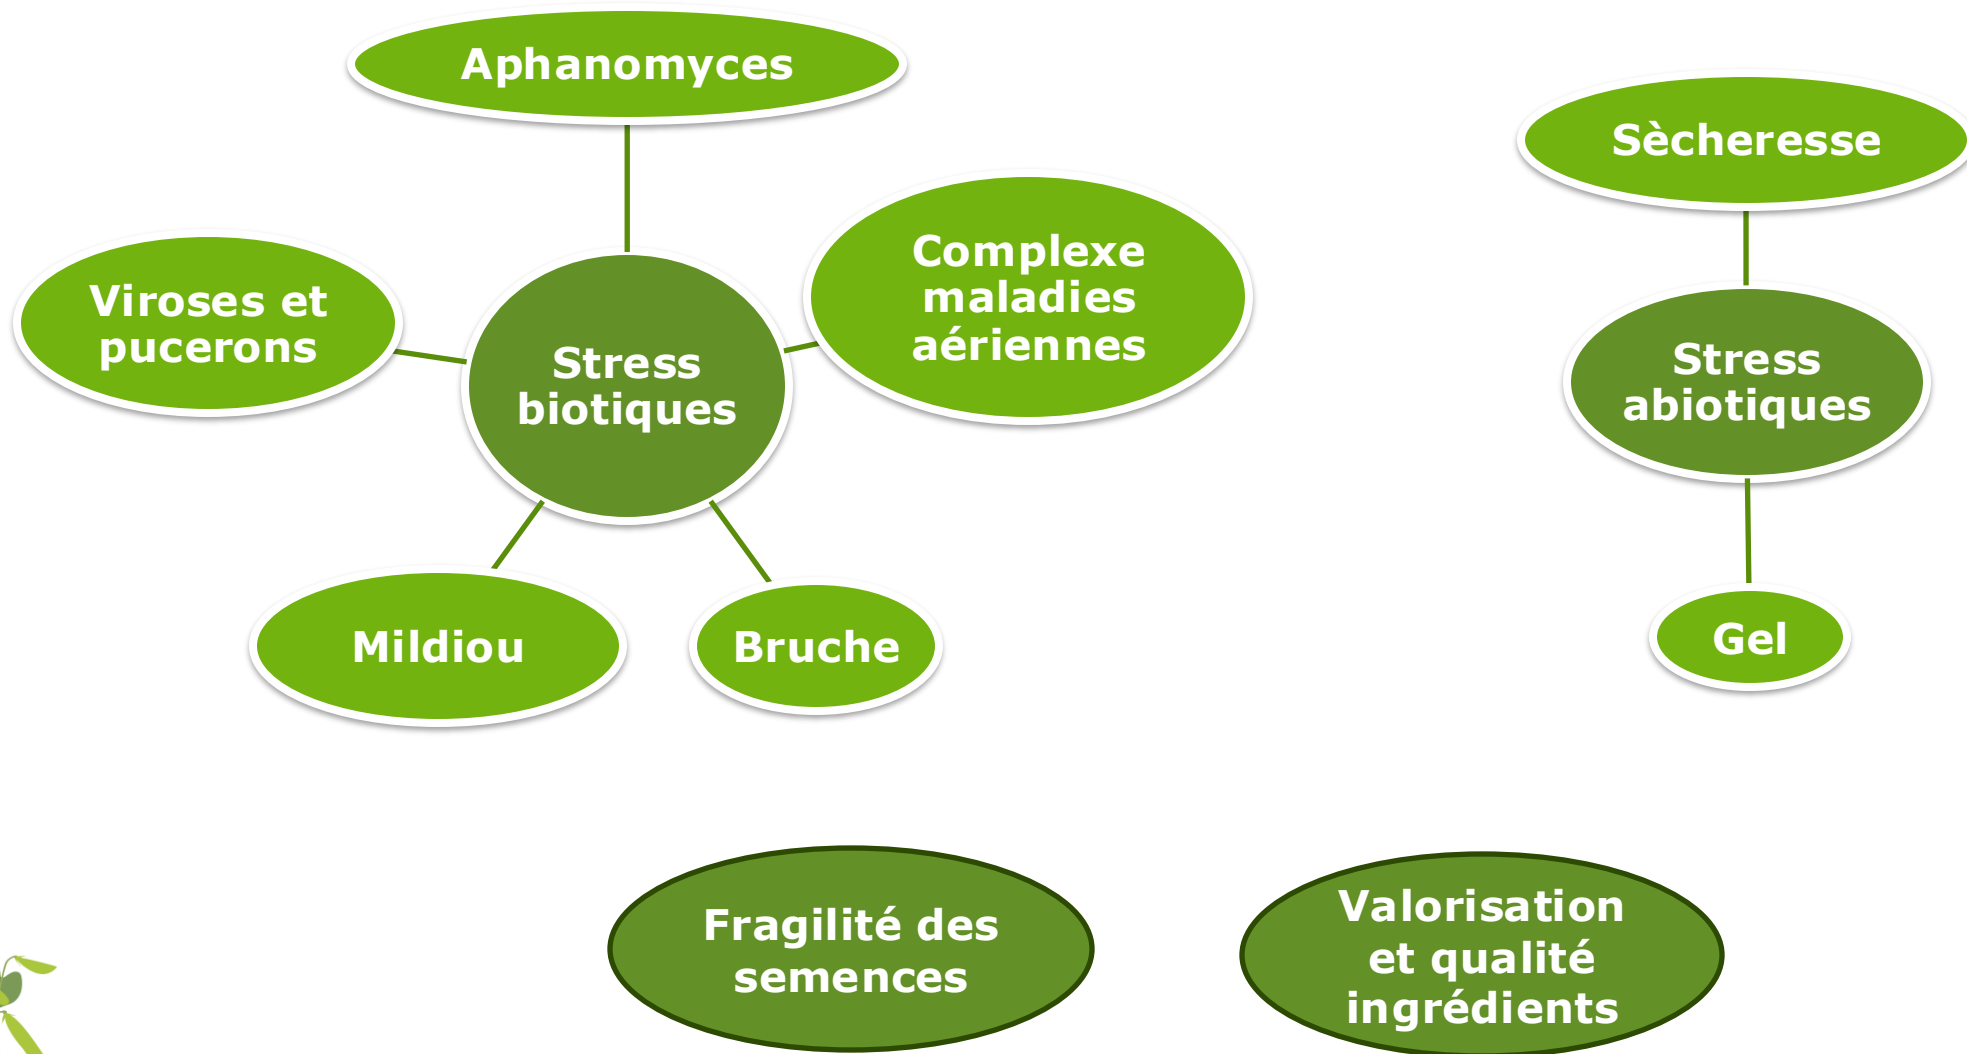 Aphanomyces
Sècheresse
Complexe
maladies
aériennes
Viroses et
pucerons
Stress
biotiques
Stress
abiotiques
Mildiou
Bruche
Gel
Fragilité des
semences
Valorisation
et qualité
ingrédients